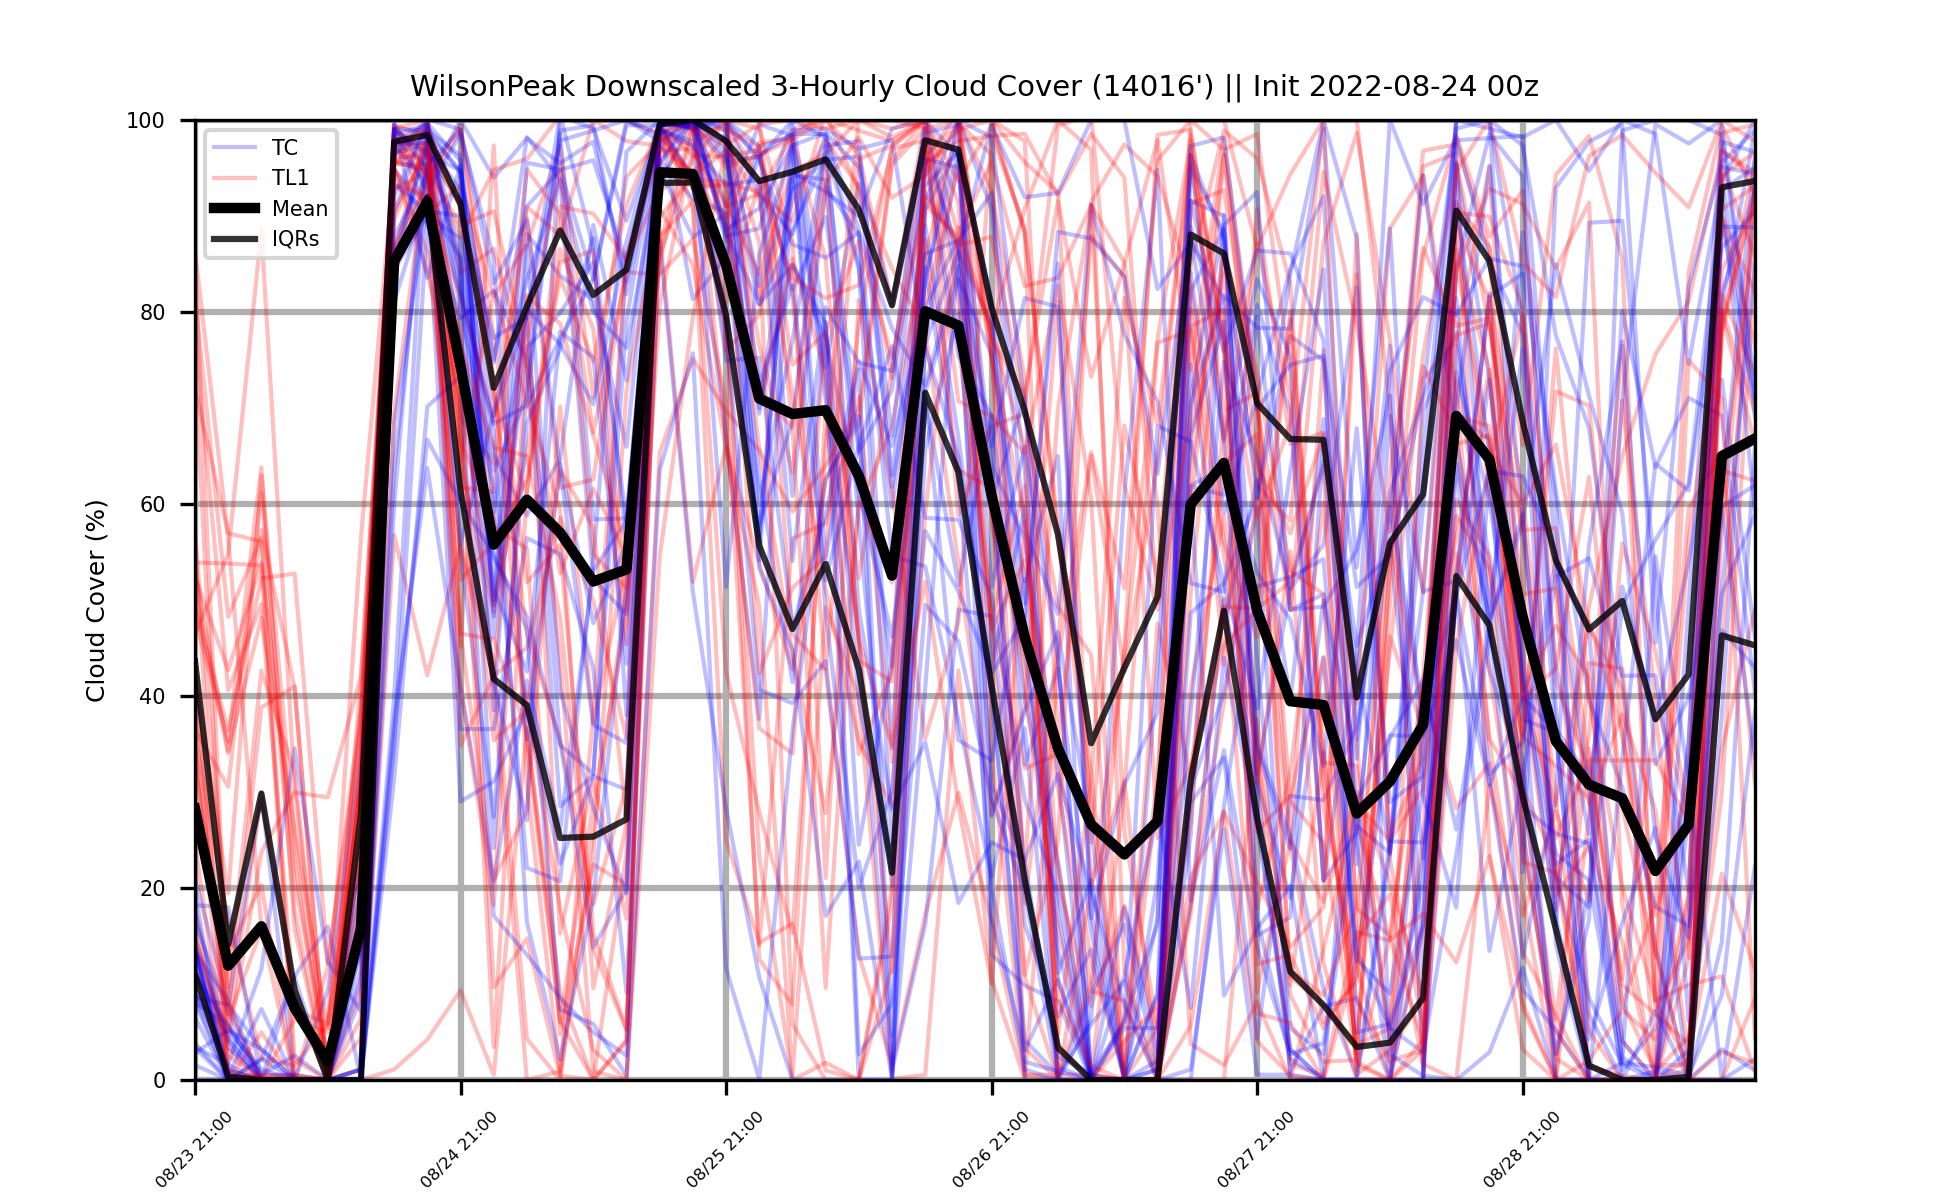 WilsonPeak Downscaled 3-Hourly Cloud Cover (14016') || Init 2022-08-24 00z
100
80
60
40
20
0
Cloud Cover (%)
TC
TL1
Mean
IQRs
08/23 21:00
08/24 21:00
08/25 21:00
08/26 21:00
08/27 21:00
08/28 21:00